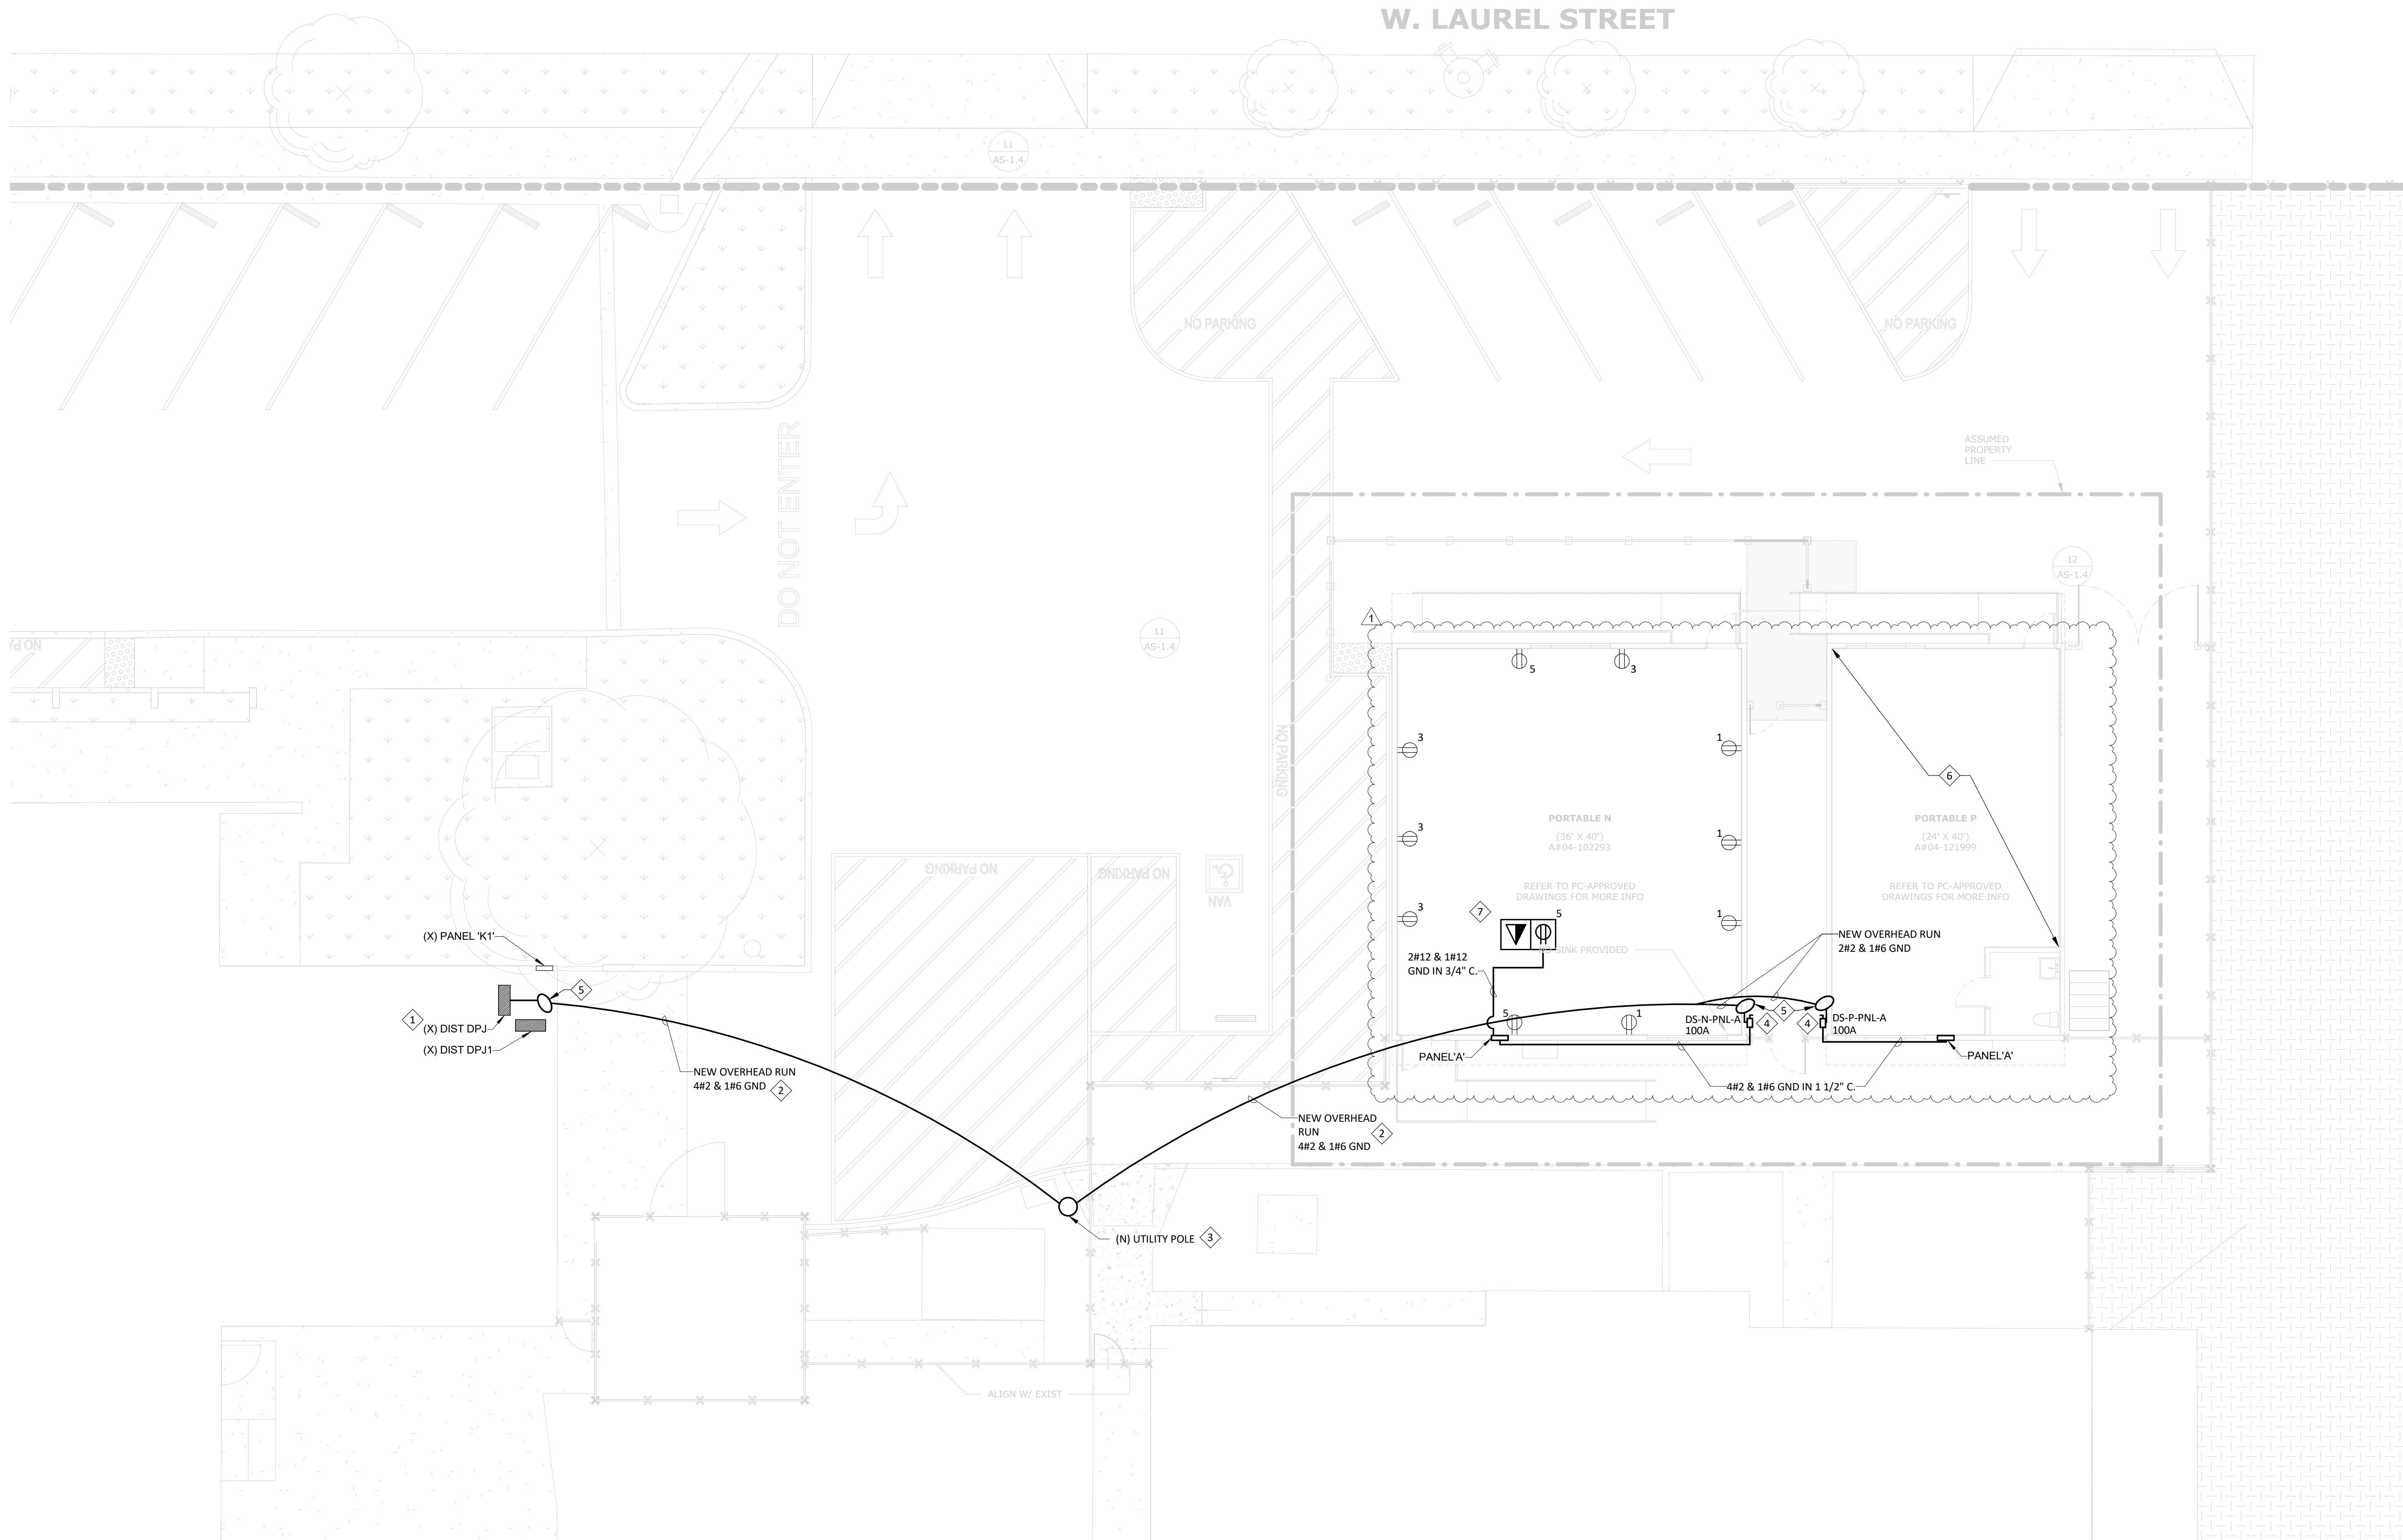 W. LAUREL STREET
11
AS-1.4
NO PARKING
NO PARKING
DO NOT ENTER
ASSUMED
PROPERTY
LINE
12
AS-1.4
11
AS-1.4
1
NO PA
5
3
3
1
NO PARKING
6
PORTABLE N
(36' X 40')
A#04-102293
PORTABLE P
(24' X 40')
A#04-121999
3
1
NO PARKING
NO PARKING
VAN
REFER TO PC-APPROVED
DRAWINGS FOR MORE INFO
REFER TO PC-APPROVED
DRAWINGS FOR MORE INFO
3
7
5
1
(X) PANEL 'K1'
SINK PROVIDED
NEW OVERHEAD RUN
2#2 & 1#6 GND
2#12 & 1#12
GND IN 3/4" C.
5
1
(X) DIST DPJ
(X) DIST DPJ1
5
1
DS-N-PNL-A
100A
4
5
4
DS-P-PNL-A
100A
PANEL'A'
PANEL'A'
NEW OVERHEAD RUN
4#2 & 1#6 GND
2
4#2 & 1#6 GND IN 1 1/2" C.
NEW OVERHEAD
RUN
4#2 & 1#6 GND
2
(N) UTILITY POLE
3
ALIGN W/ EXIST